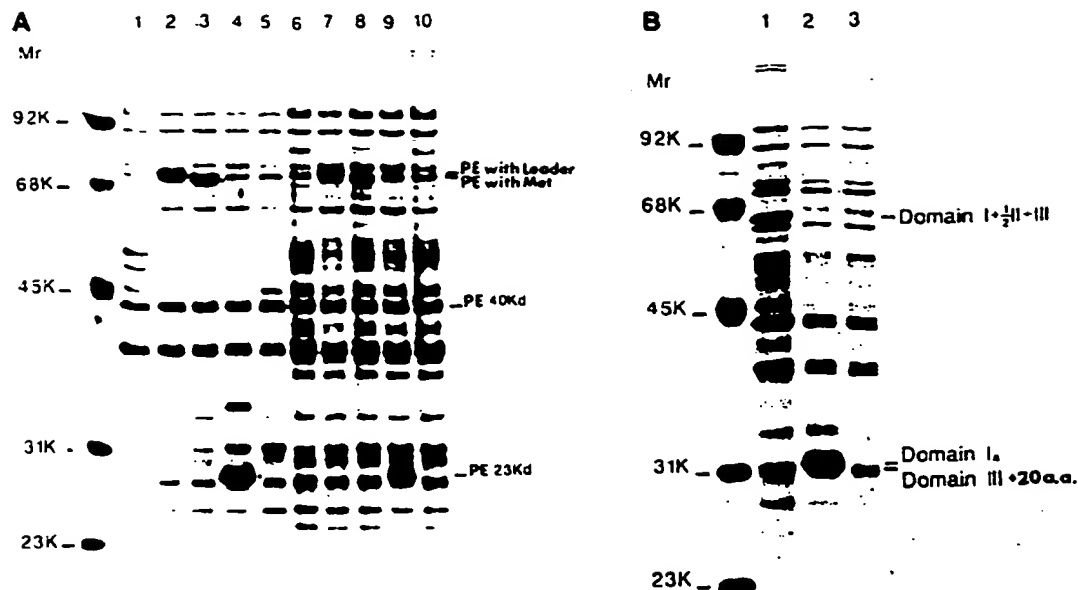 A 1 2 3 4 5 6 7 8 9 10
Mr
92K
68K
45K
31K
23K
PE with Leader
PE with Met
PE 40Kd
PE 23Kd
B 1 2 3
Mr
92K
68K
45K
31K
23K
Domain I+½II+III
Domain Ia
Domain III+20a.a.